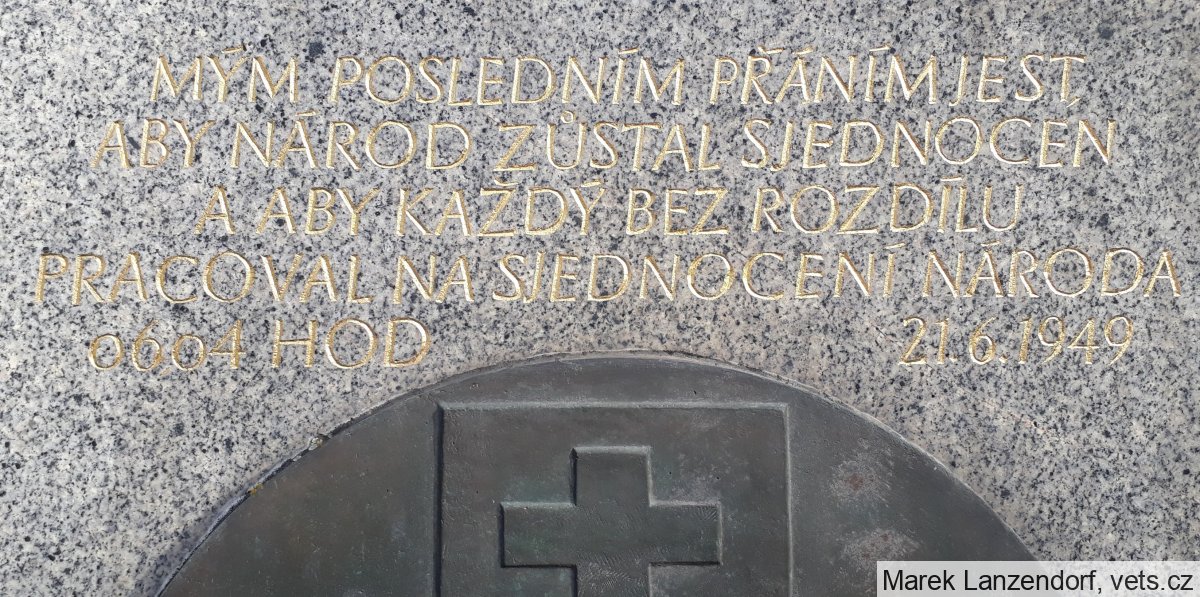 MÝM POSLEDNÍM PŘÁNÍM JEST,
ABY NÁROD ZŮSTAL SJEDNOCEN
A ABY KAŽDÝ BEZ ROZDÍLU
PRACOVAL NA SJEDNOCENÍ NÁRODA
06,04 HOD 21.6.1949
Marek Lanzendorf, vets.cz